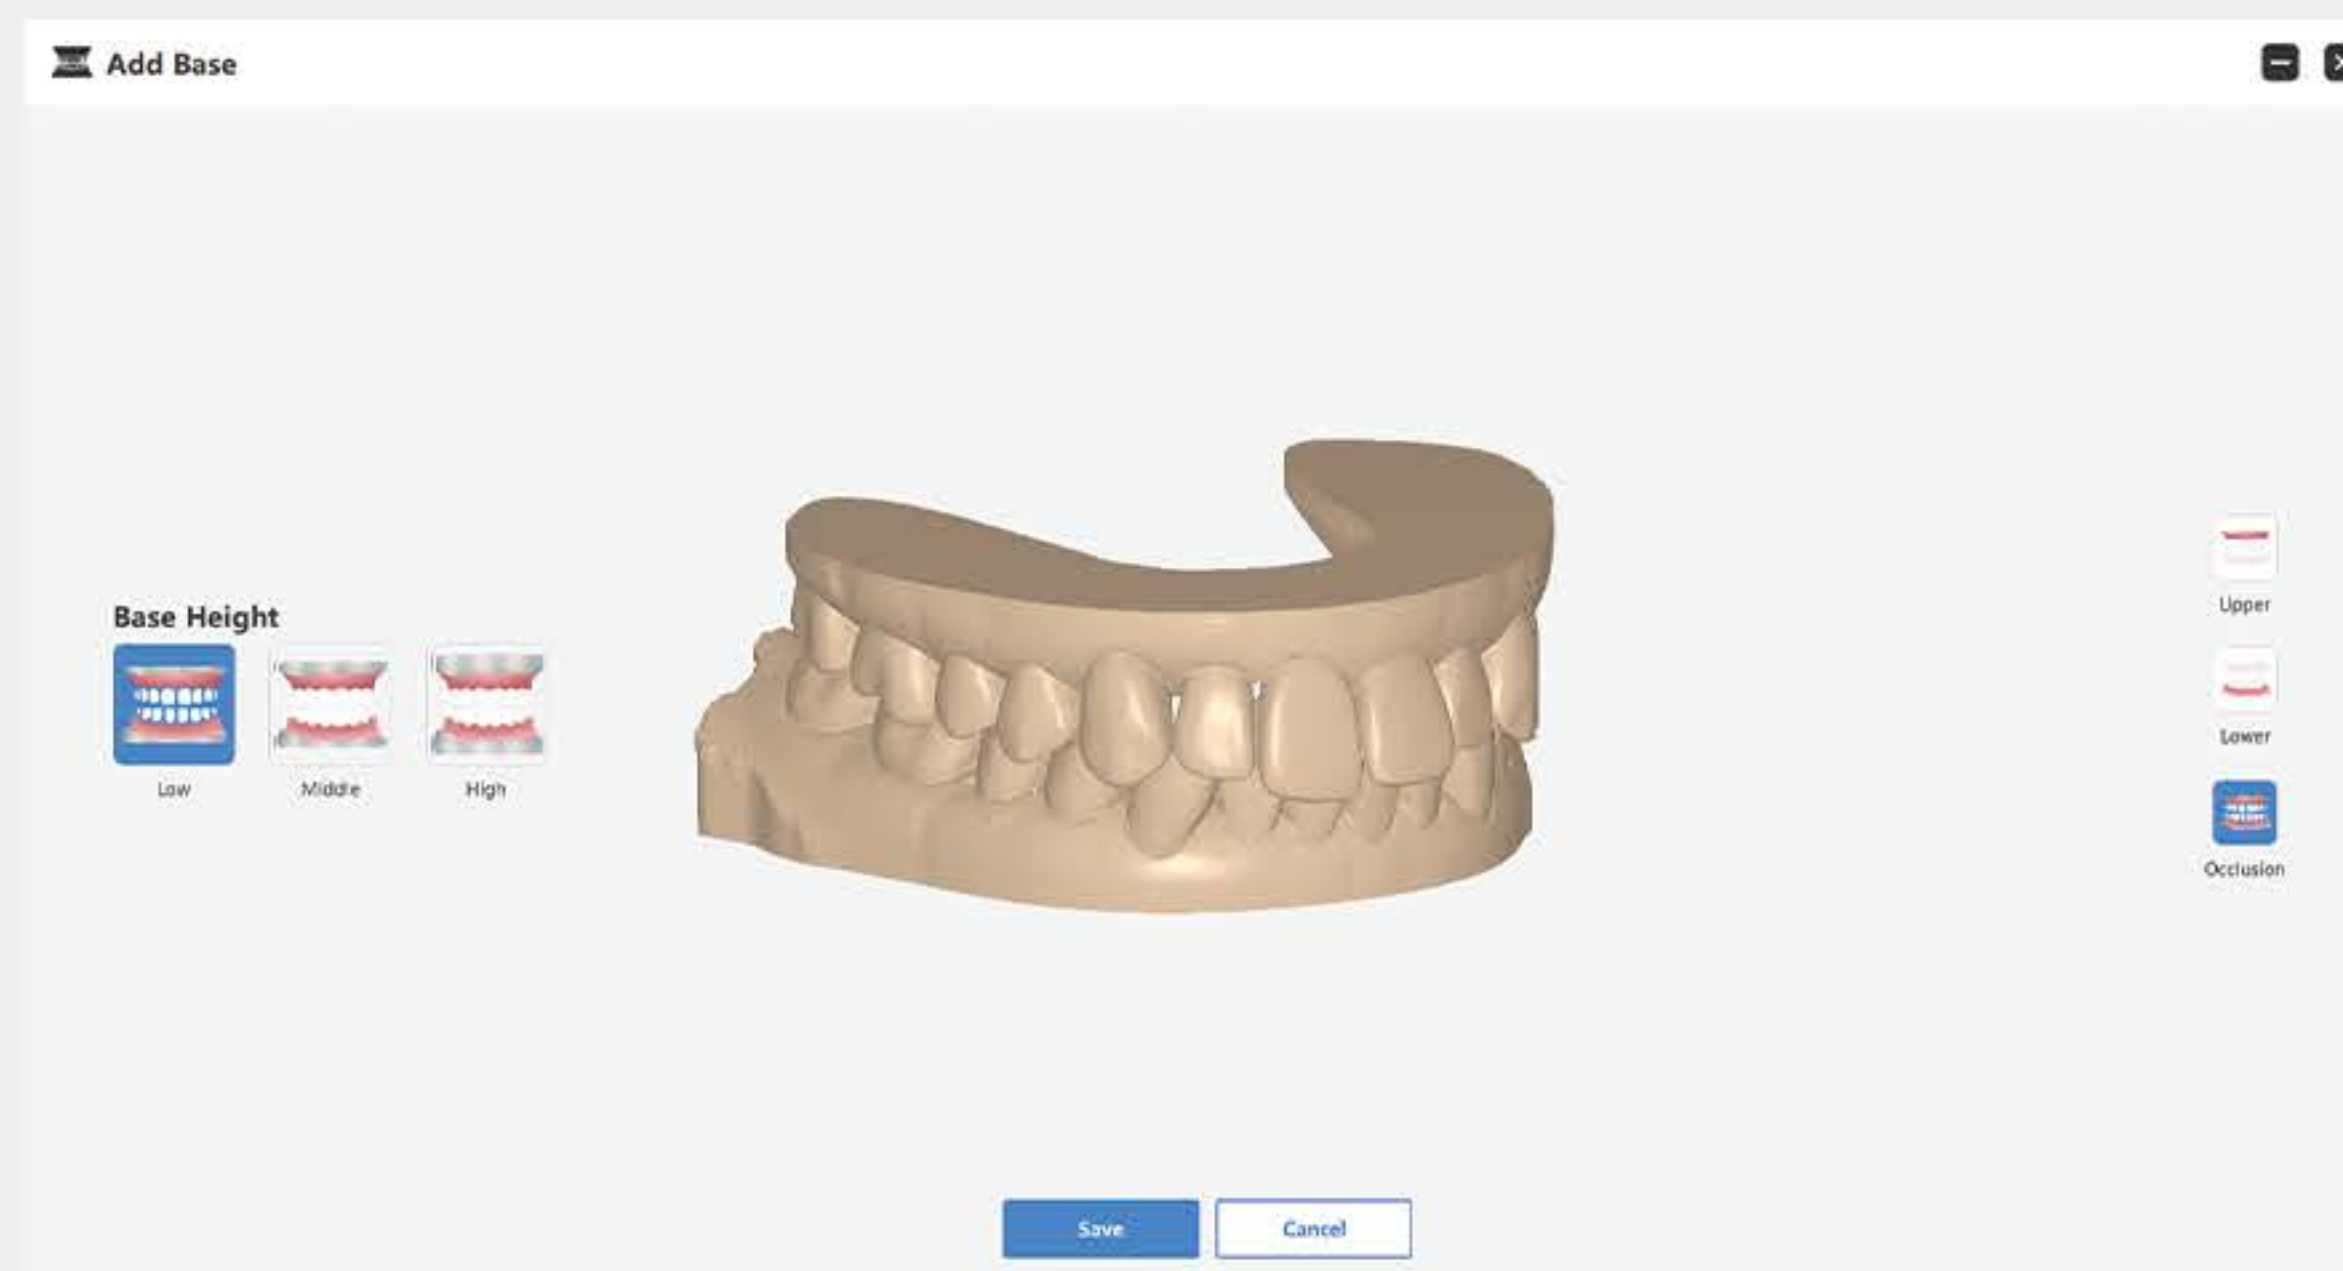 Add Base
Base Height
Low
Middle
High
Upper
Lower
Occlusion
Save
Cancel